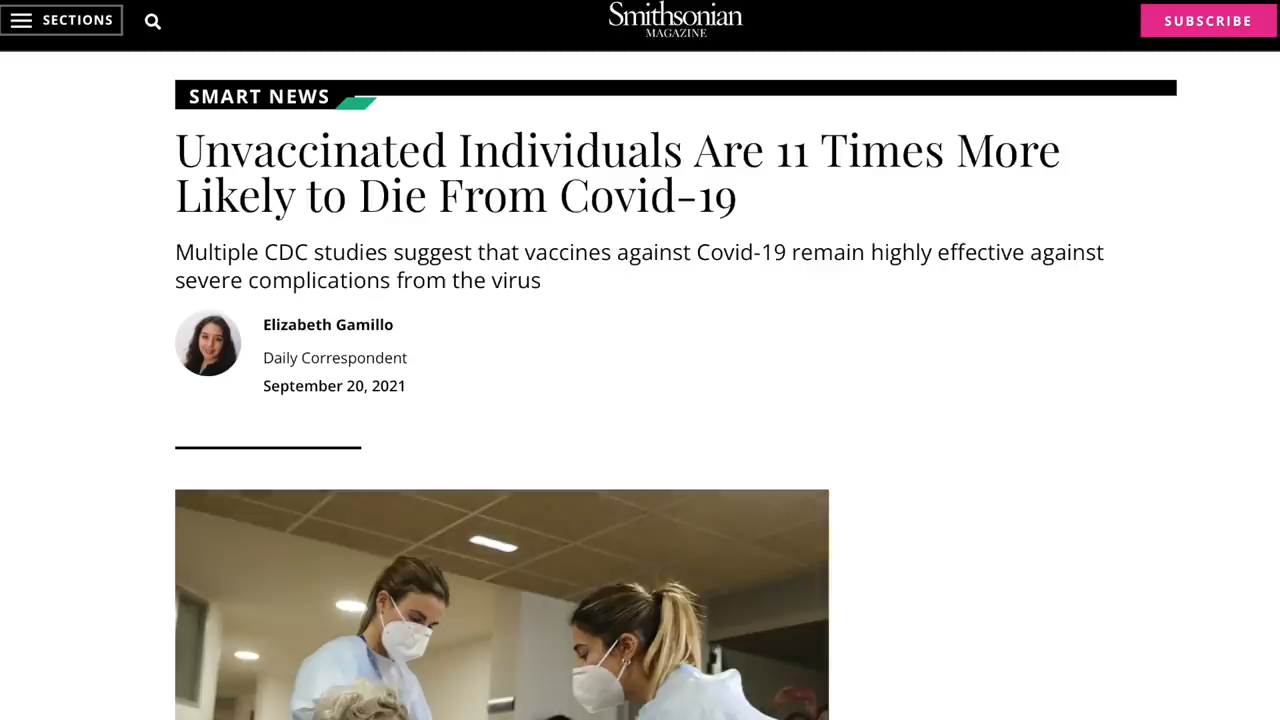 SECTIONS
Smithsonian
MAGAZINE
SUBSCRIBE
SMART NEWS
Unvaccinated Individuals Are 11 Times More
Likely to Die From Covid-19
Multiple CDC studies suggest that vaccines against Covid-19 remain highly effective against
severe complications from the virus
Elizabeth Gamillo
Daily Correspondent
September 20, 2021